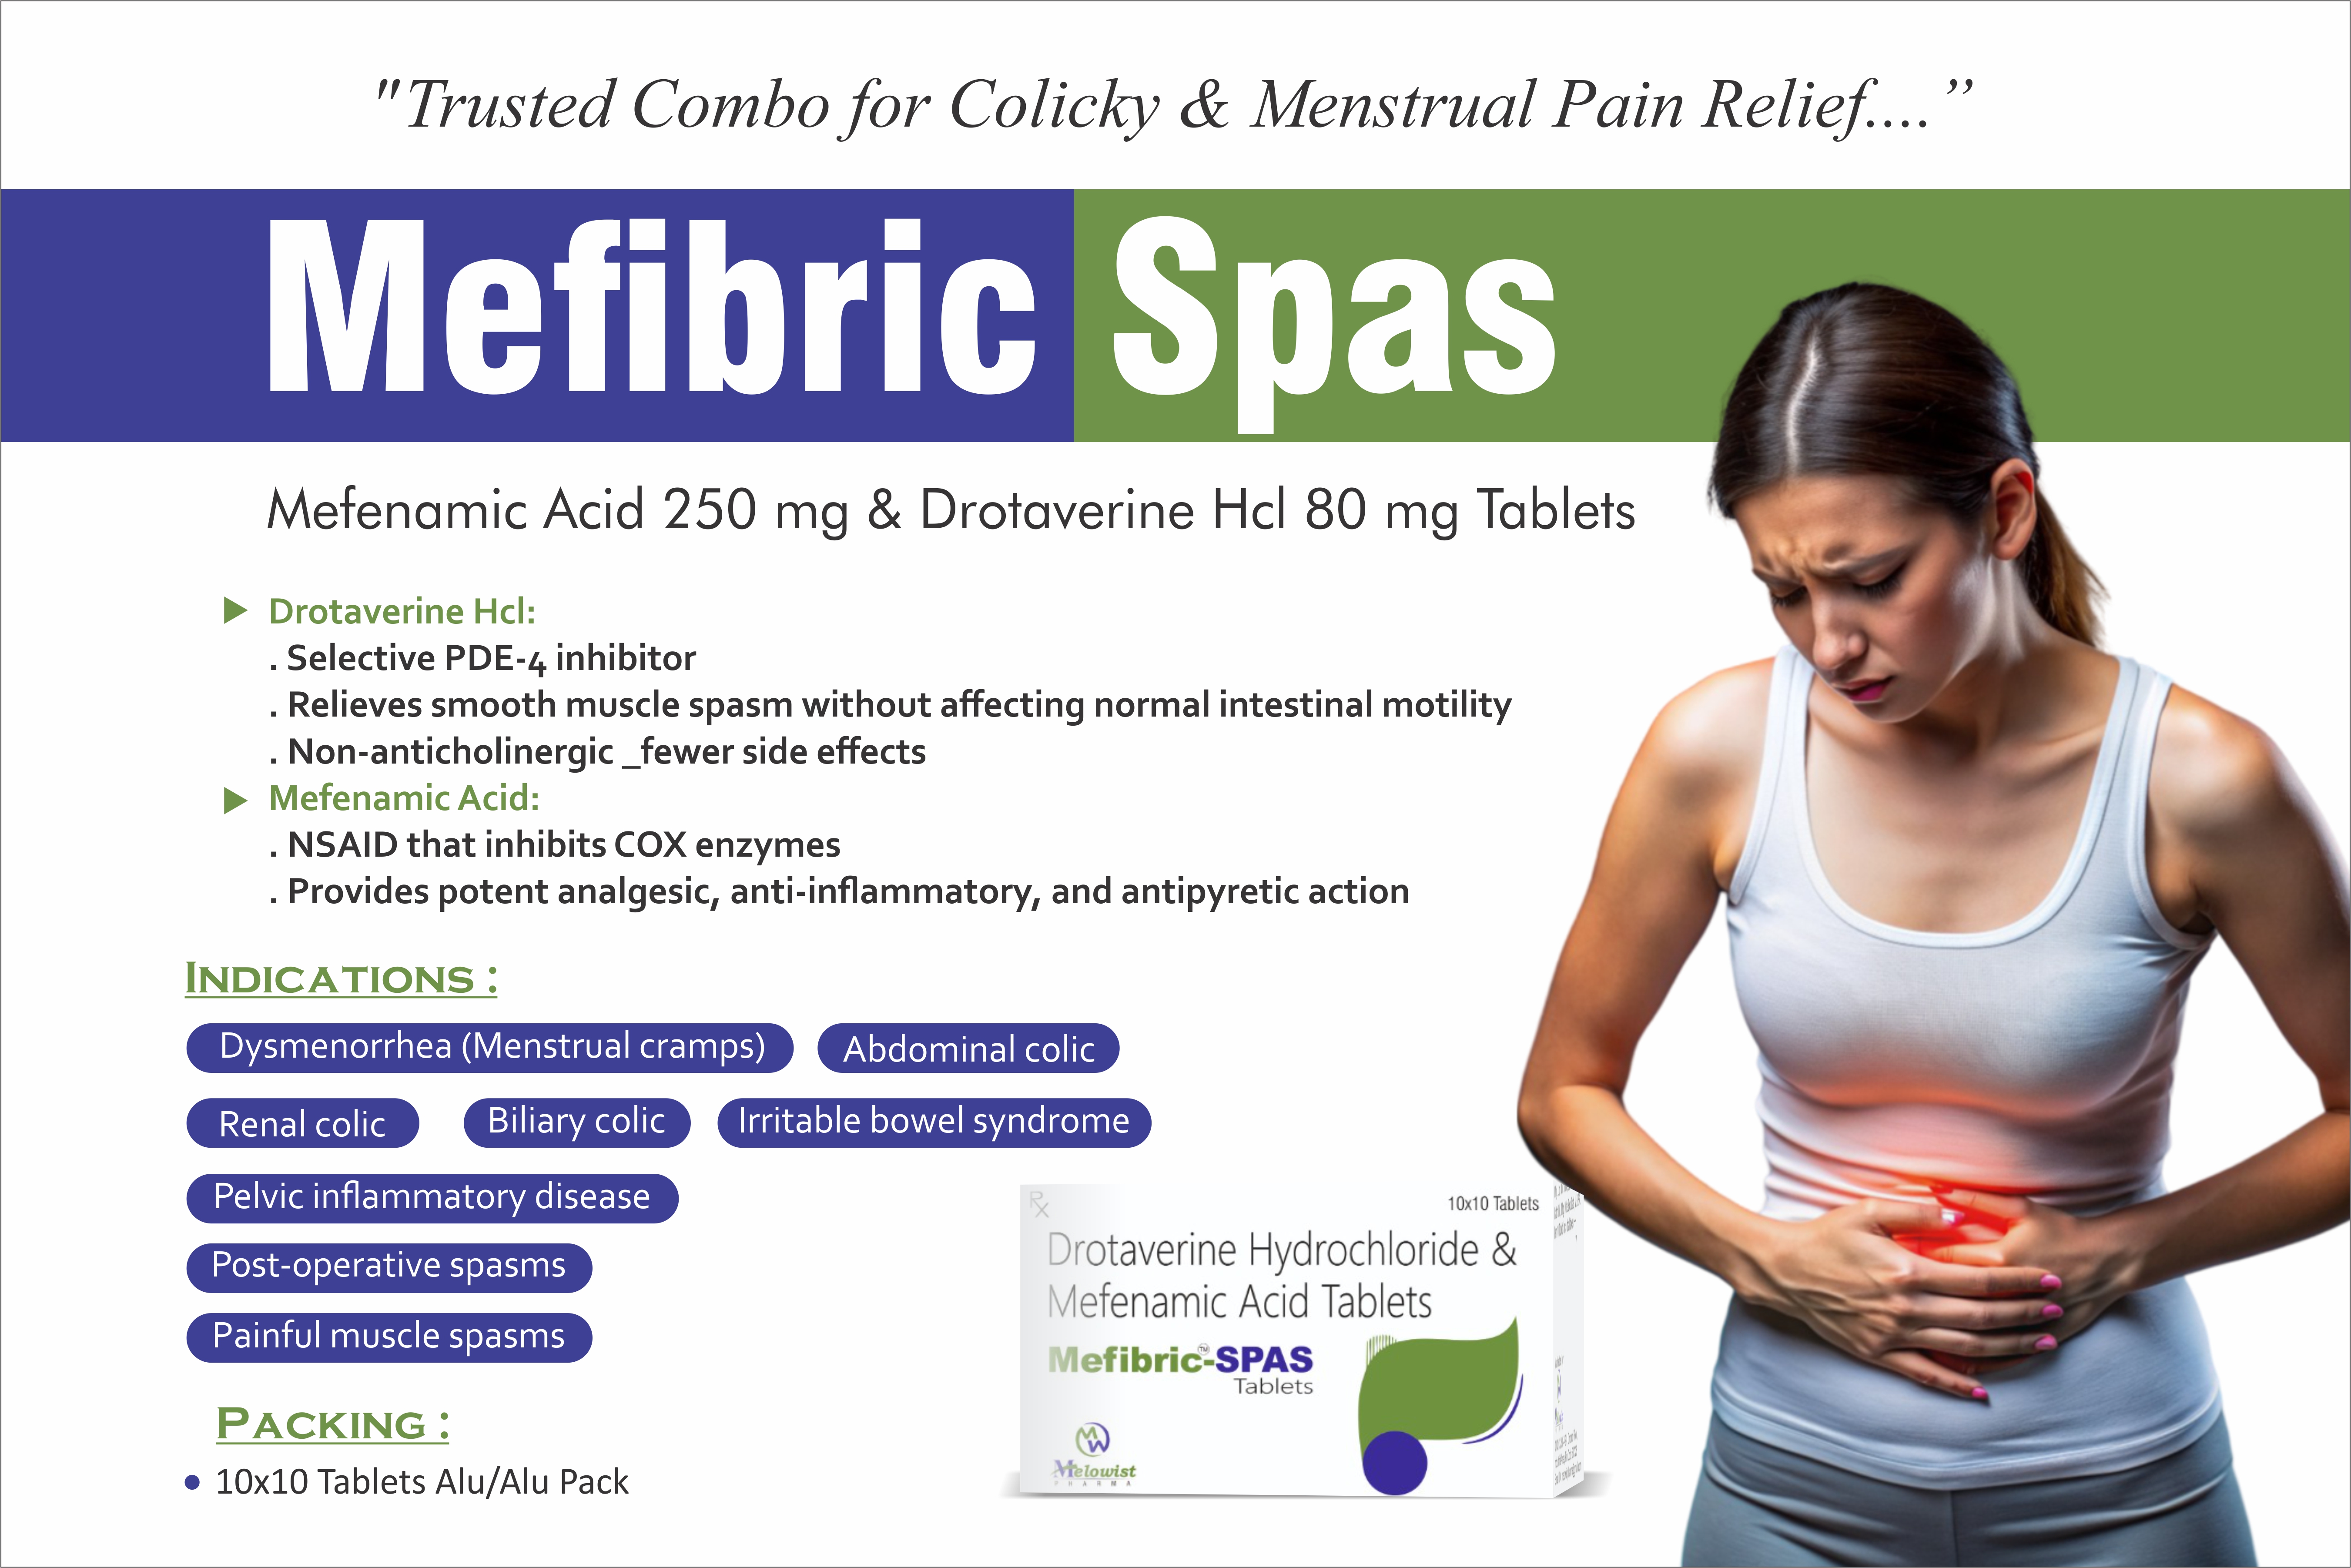 "Trusted Combo for Colicky & Menstrual Pain Relief....”
Mefibric Spas
Mefenamic Acid 250 mg & Drotaverine Hcl 80 mg Tablets
Drotaverine Hcl:
. Selective PDE-4 inhibitor
. Relieves smooth muscle spasm without affecting normal intestinal motility
. Non-anticholinergic _fewer side effects
Mefenamic Acid:
. NSAID that inhibits COX enzymes
. Provides potent analgesic, anti-inflammatory, and antipyretic action
INDICATIONS :
Dysmenorrhea (Menstrual cramps) Abdominal colic
Renal colic Biliary colic Irritable bowel syndrome
Pelvic inflammatory disease
Post-operative spasms
Painful muscle spasms
PACKING :
• 10x10 Tablets Alu/Alu Pack
Rx 10x10 Tablets
Drotaverine Hydrochloride &
Mefenamic Acid Tablets
Mefibric-SPAS
TM
Tablets
MW
Melowist
PHARMA